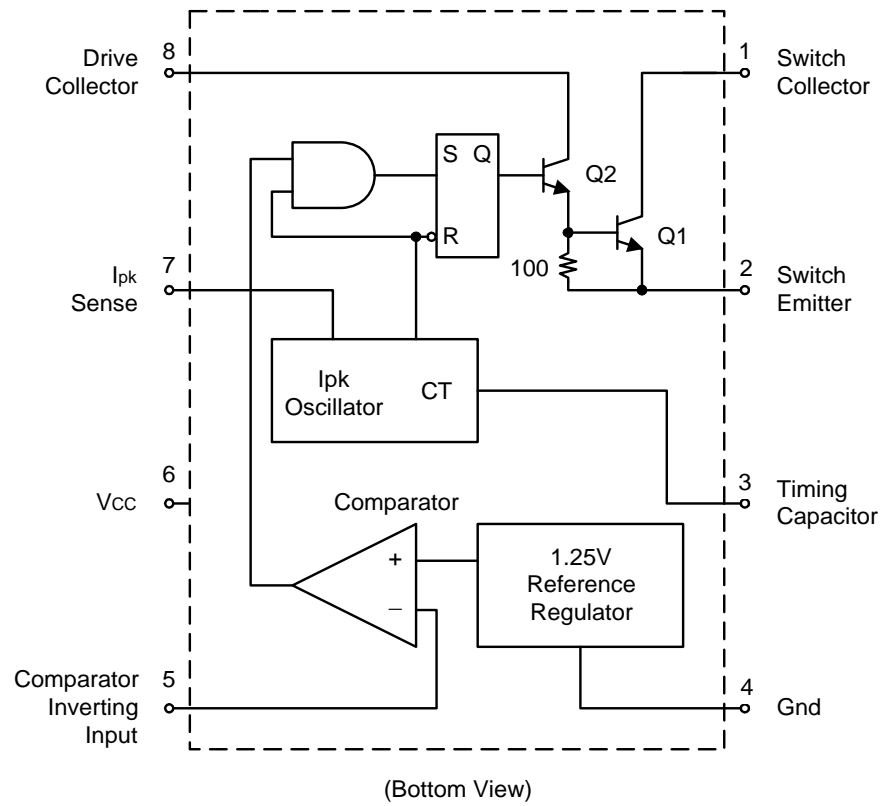 Drive
Collector
8
1
Switch
Collector
S Q
R
Q2
Q1
100
Ipk
Sense
7
2
Switch
Emitter
Ipk
Oscillator
CT
VCC
6
3
Timing
Capacitor
Comparator
+
−
1.25V
Reference
Regulator
Comparator
Inverting
Input
5
4
Gnd
(Bottom View)